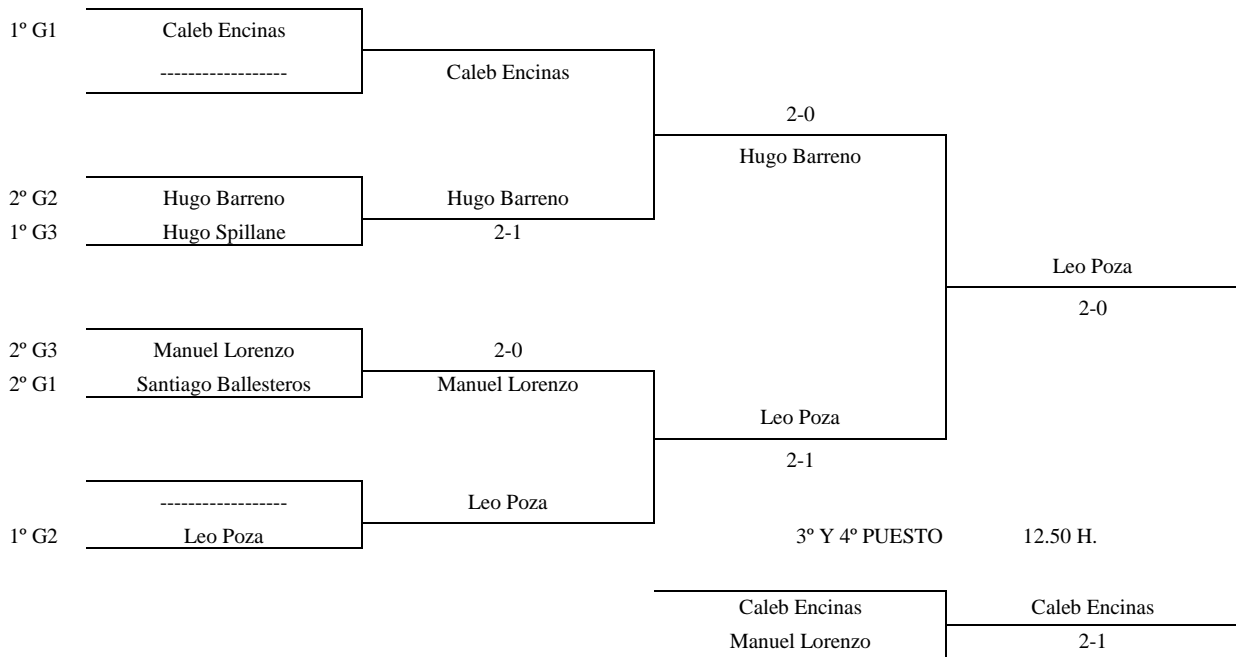 1º G1 Caleb Encinas
------------------ Caleb Encinas
2-0
Hugo Barreno
2º G2 Hugo Barreno Hugo Barreno
1º G3 Hugo Spillane 2-1
Leo Poza
2-0
2º G3 Manuel Lorenzo 2-0
2º G1 Santiago Ballesteros Manuel Lorenzo
Leo Poza
2-1
------------------ Leo Poza
1º G2 Leo Poza 3º Y 4º PUESTO 12.50 H.
Caleb Encinas Caleb Encinas
Manuel Lorenzo 2-1